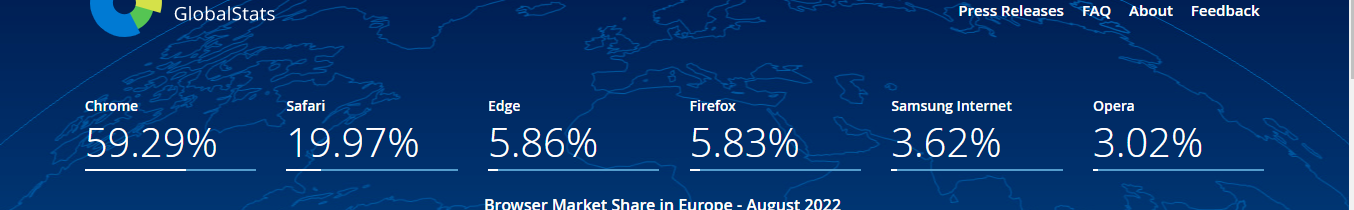 GlobalStats
Press Releases FAQ About Feedback
Chrome Safari Edge Firefox Samsung Internet Opera
59.29% 19.97% 5.86% 5.83% 3.62% 3.02%
Browser Market Share in Europe - August 2022